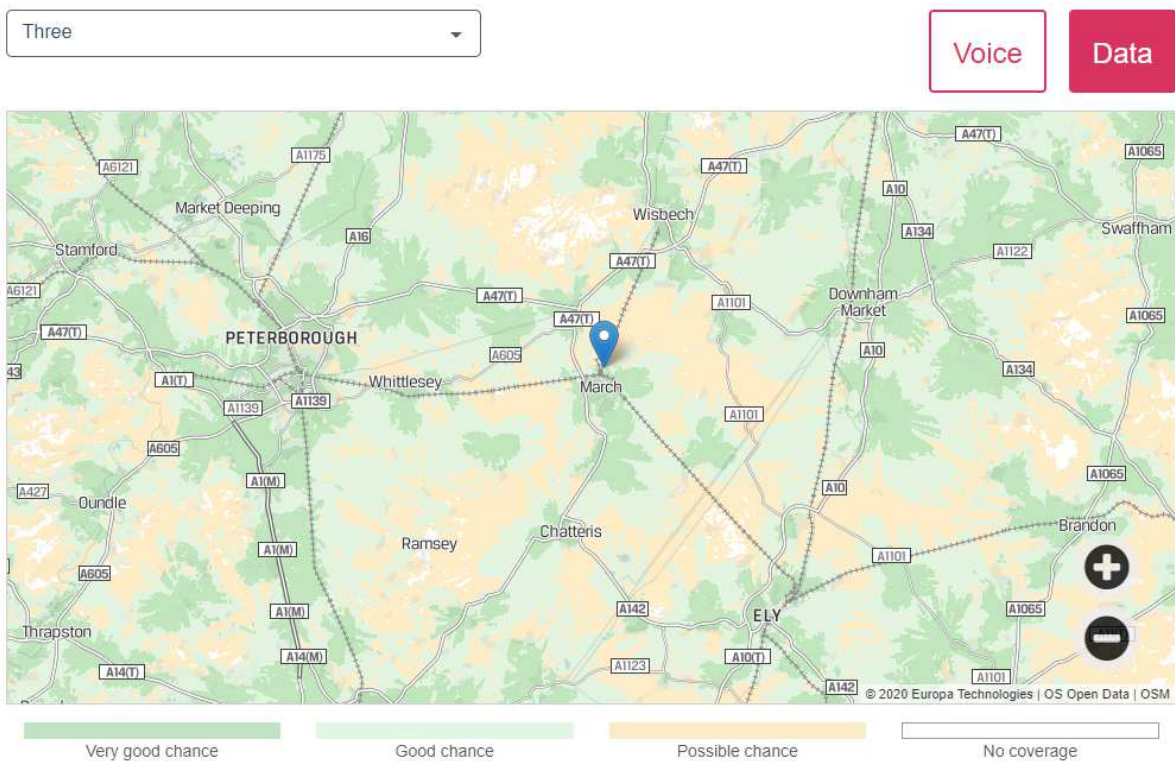 Three
Voice
Data
A47(T)
A1065
A6121
A1175
A47(T)
Market Deeping
A10
Wisbech
A16
A134
Swaffham
Stamford
A1122
A47(T)
A6121
A47(T)
A1101
Downham
Market
A47(T)
A47(T)
A1065
PETERBOROUGH
A605
A10
43
A1(T)
Whittlesey
March
A134
A1139
A1139
A1101
A605
A1065
A427
A1(M)
A10
Oundle
Brandon
Chatteris
Ramsey
A1(M)
A1101
A605
A142
A1(M)
A1065
ELY
Thrapston
A14(M)
A10(T)
A14(T)
A1123
A1101
A142
© 2020 Europa Technologies | OS Open Data | OSM
Very good chance
Good chance
Possible chance
No coverage